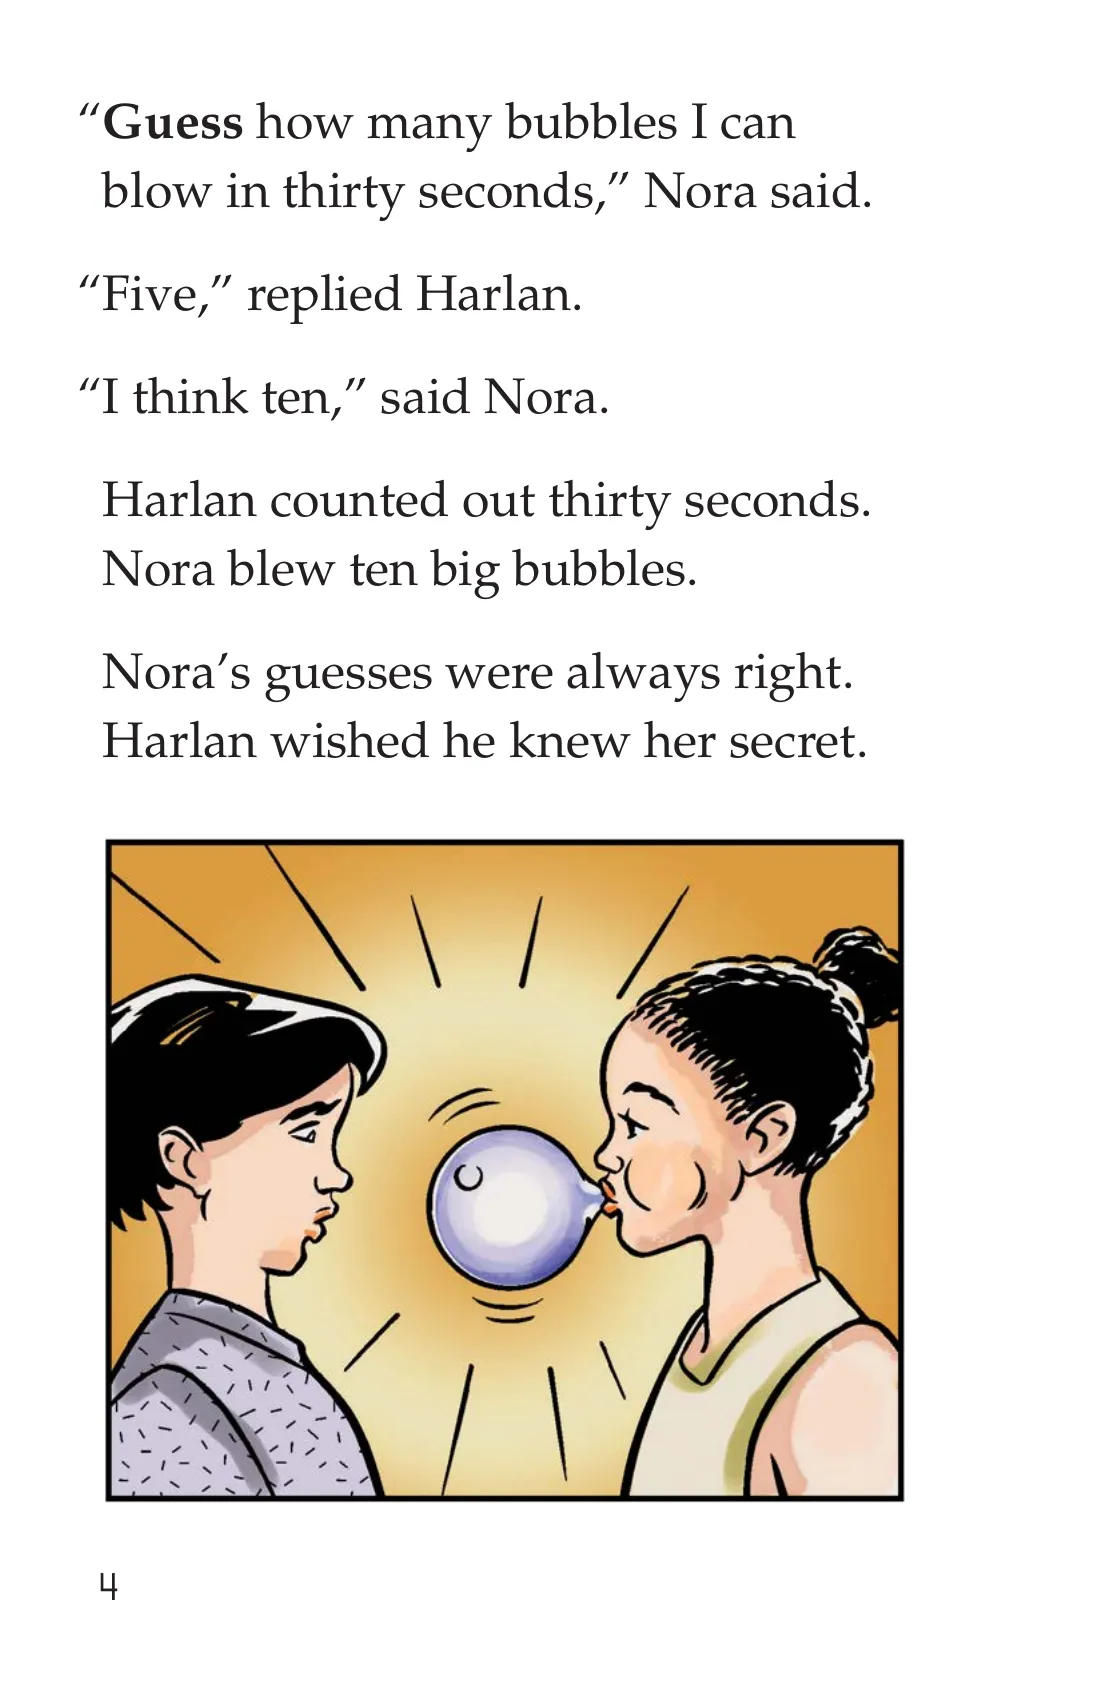 “Guess how many bubbles I can
blow in thirty seconds,” Nora said.
“Five,” replied Harlan.
“I think ten,” said Nora.
Harlan counted out thirty seconds.
Nora blew ten big bubbles.
Nora’s guesses were always right.
Harlan wished he knew her secret.
4